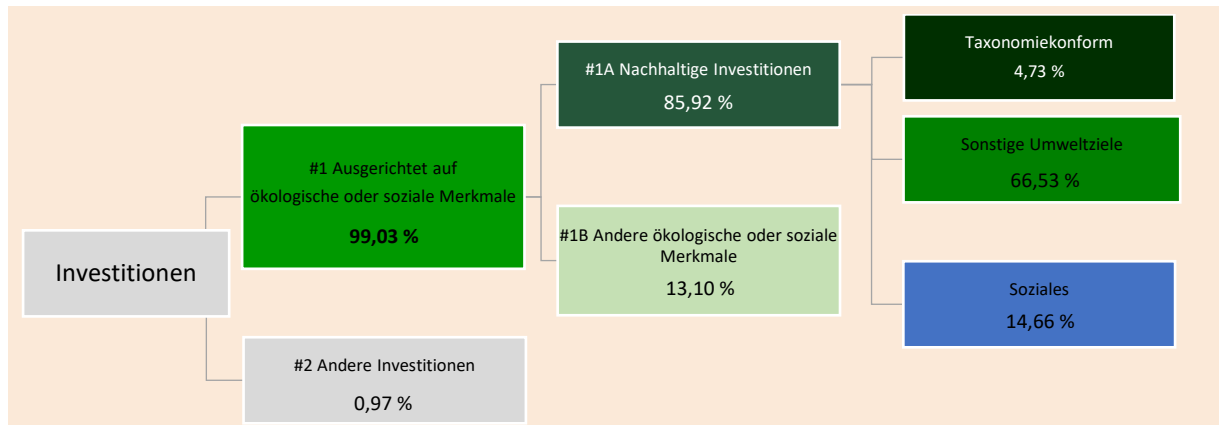 Investitionen
#1 Ausgerichtet auf
ökologische oder soziale Merkmale
99,03 %
#2 Andere Investitionen
0,97 %
#1A Nachhaltige Investitionen
85,92 %
#1B Andere ökologische oder soziale
Merkmale
13,10 %
Taxonomiekonform
4,73 %
Sonstige Umweltziele
66,53 %
Soziales
14,66 %